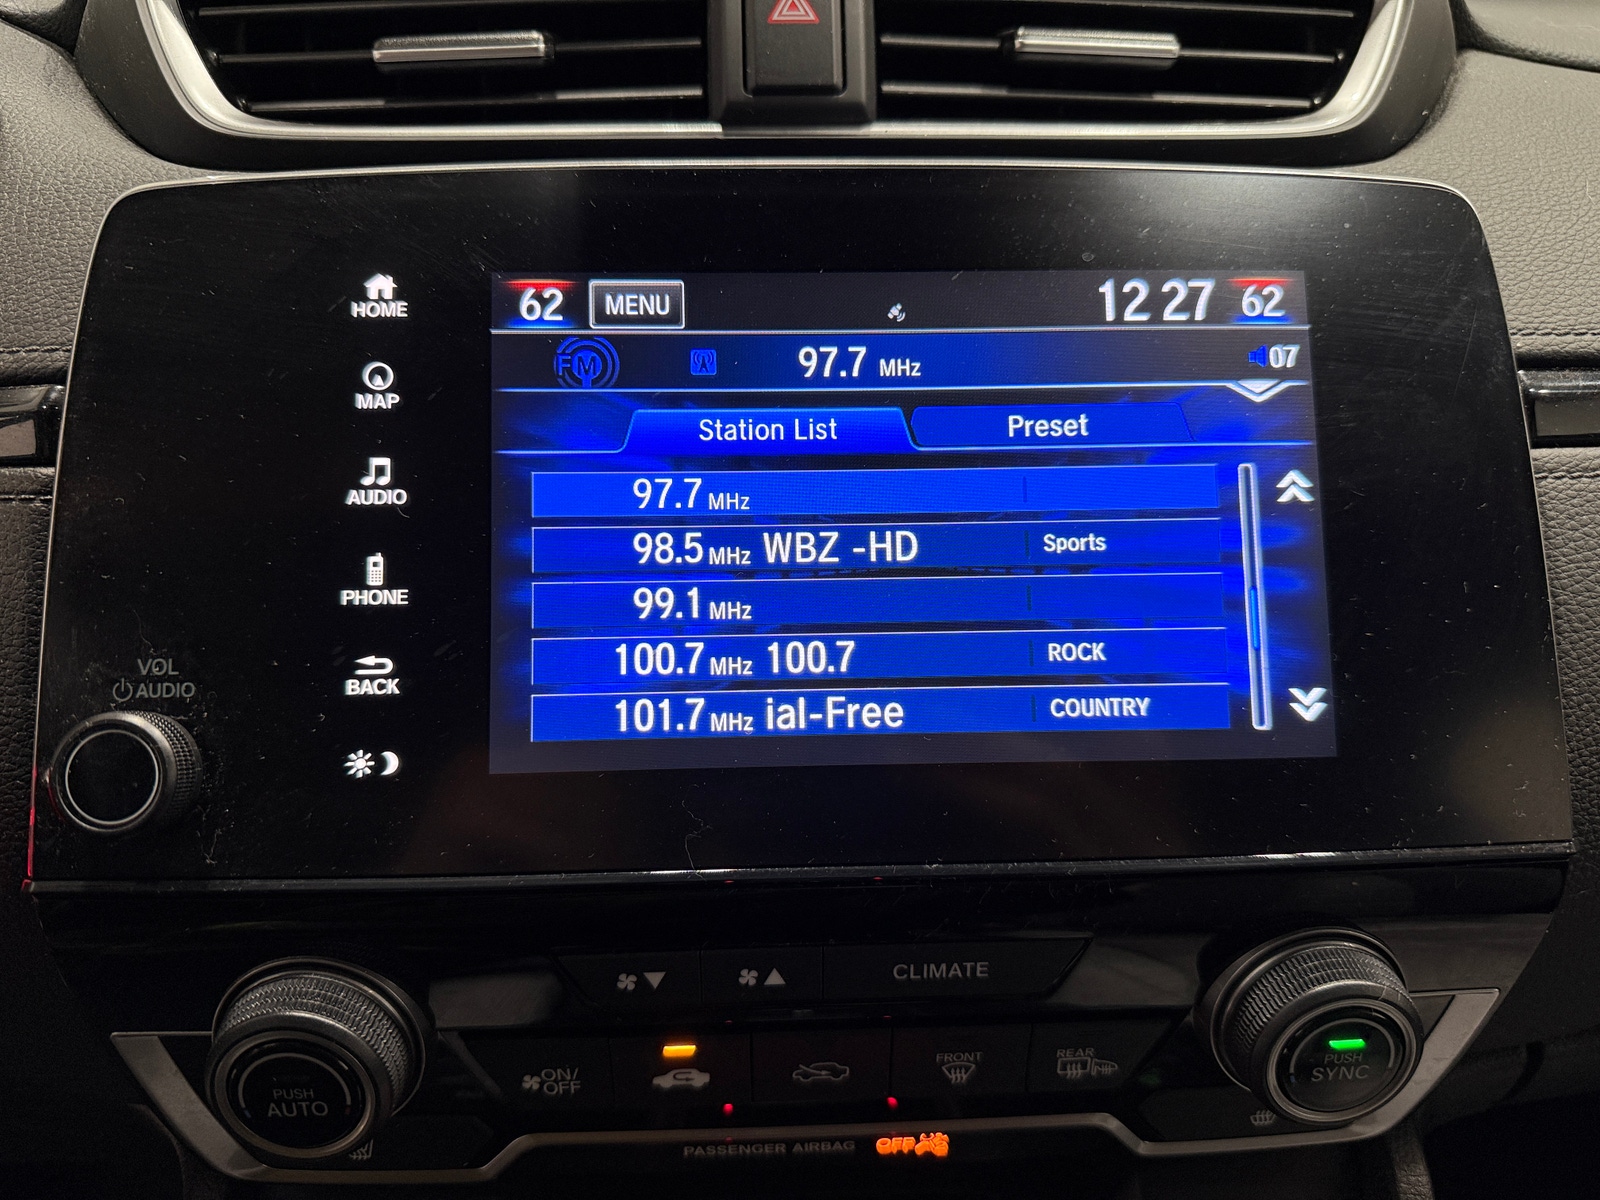 62 MENU 12 27 62
FM 97.7 MHz 07
Station List Preset
97.7 MHz
98.5 MHz WBZ -HD Sports
99.1 MHz
100.7 MHz 100.7 ROCK
101.7 MHz ial-Free COUNTRY
HOME
MAP
AUDIO
PHONE
BACK
VOL
AUDIO
CLIMATE
ON/
OFF
FRONT
REAR
PUSH
AUTO
PUSH
SYNC
PASSENGER AIRBAG OFF